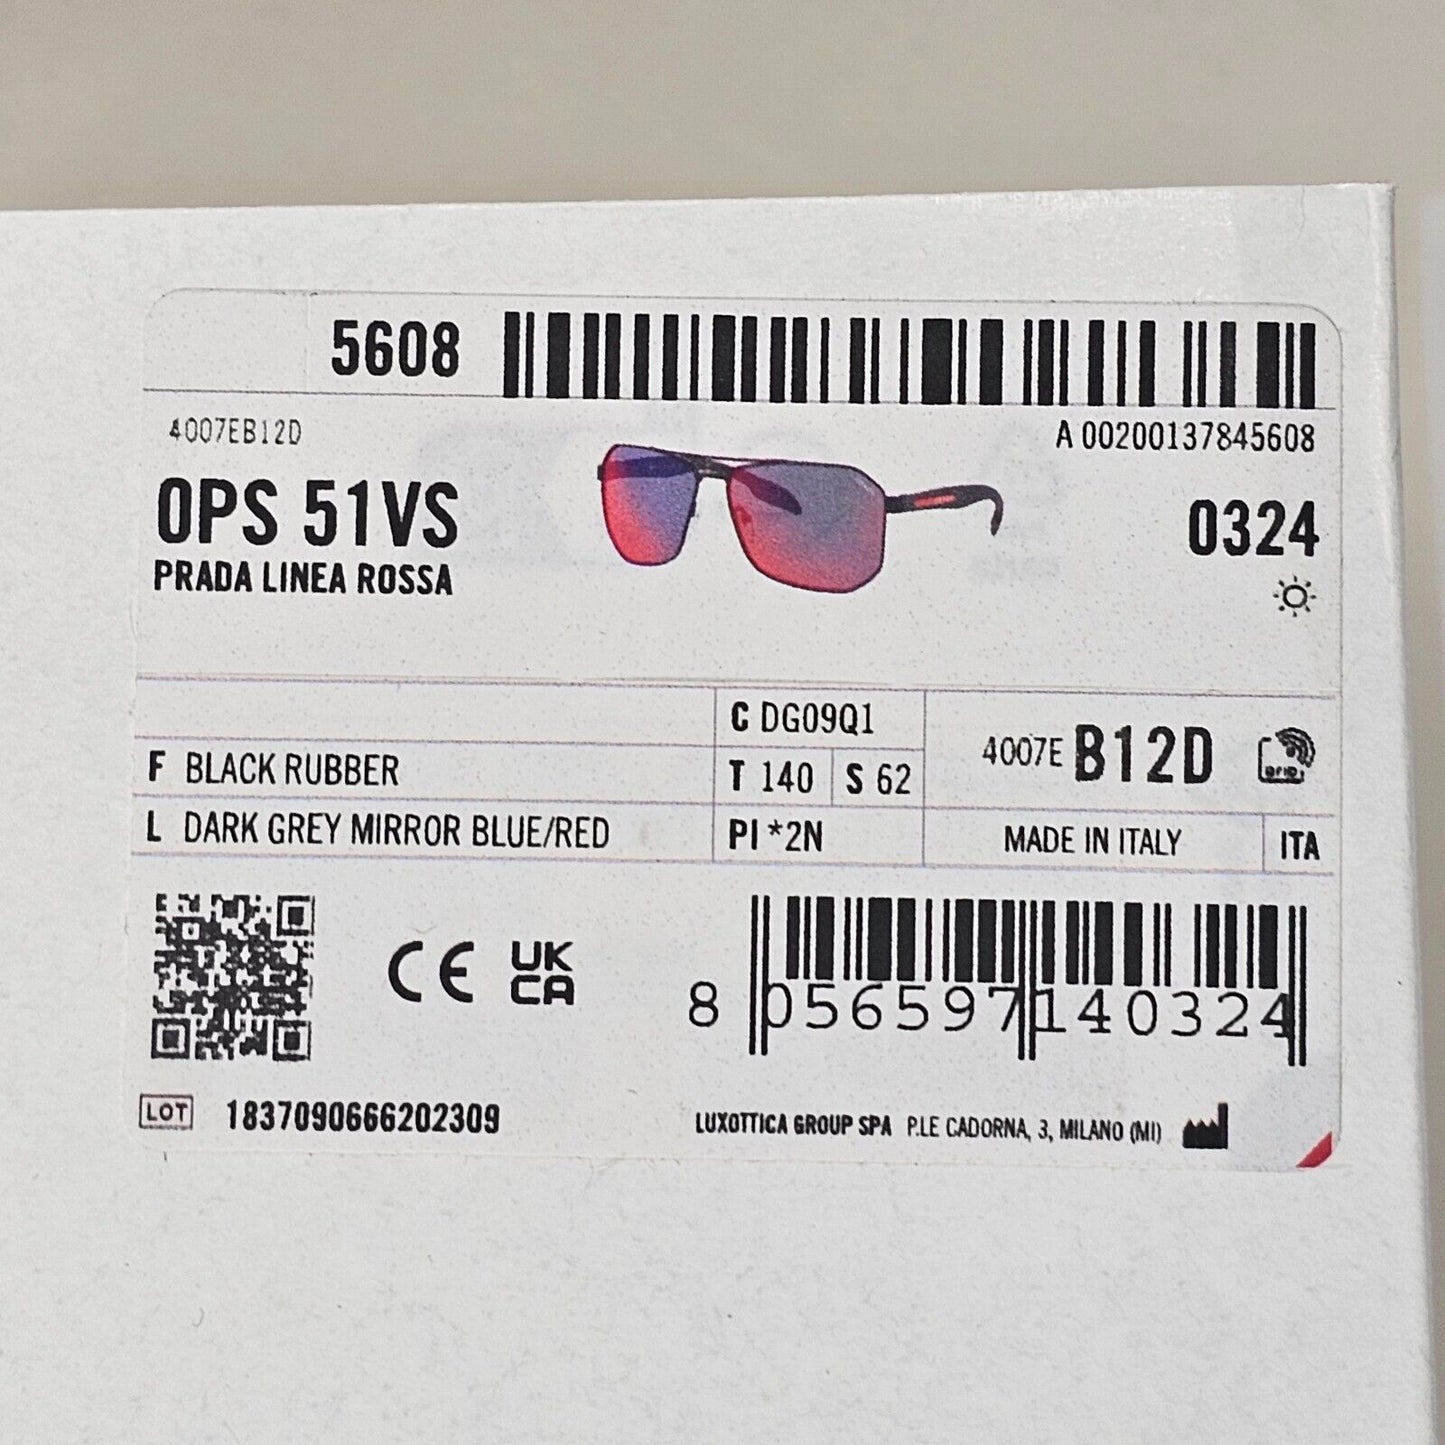 5608
4007EB12D
A 00200137845608
OPS 51VS
PRADA LINEA ROSSA
0324
C DG09Q1
F BLACK RUBBER
T 140
S 62
4007E B12D
RFID
L DARK GREY MIRROR BLUE/RED
PI *2N
MADE IN ITALY
ITA
CE
UK
CA
8 056597 140324
LOT 1837090666202309
LUXOTTICA GROUP SPA P.LE CADORNA, 3, MILANO (MI)